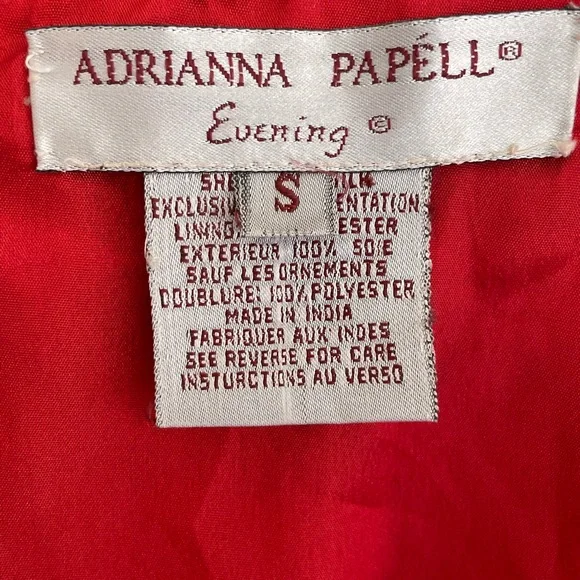 ADRIANNA PAPÉLL®
Evening ©
S
EXTERIEUR 100% SOIE
SAUF LES ORNEMENTS
DOUBLURE: 100% POLYESTER
MADE IN INDIA
FABRIQUER AUX INDES
SEE REVERSE FOR CARE
INSTURCTIONS AU VERSO